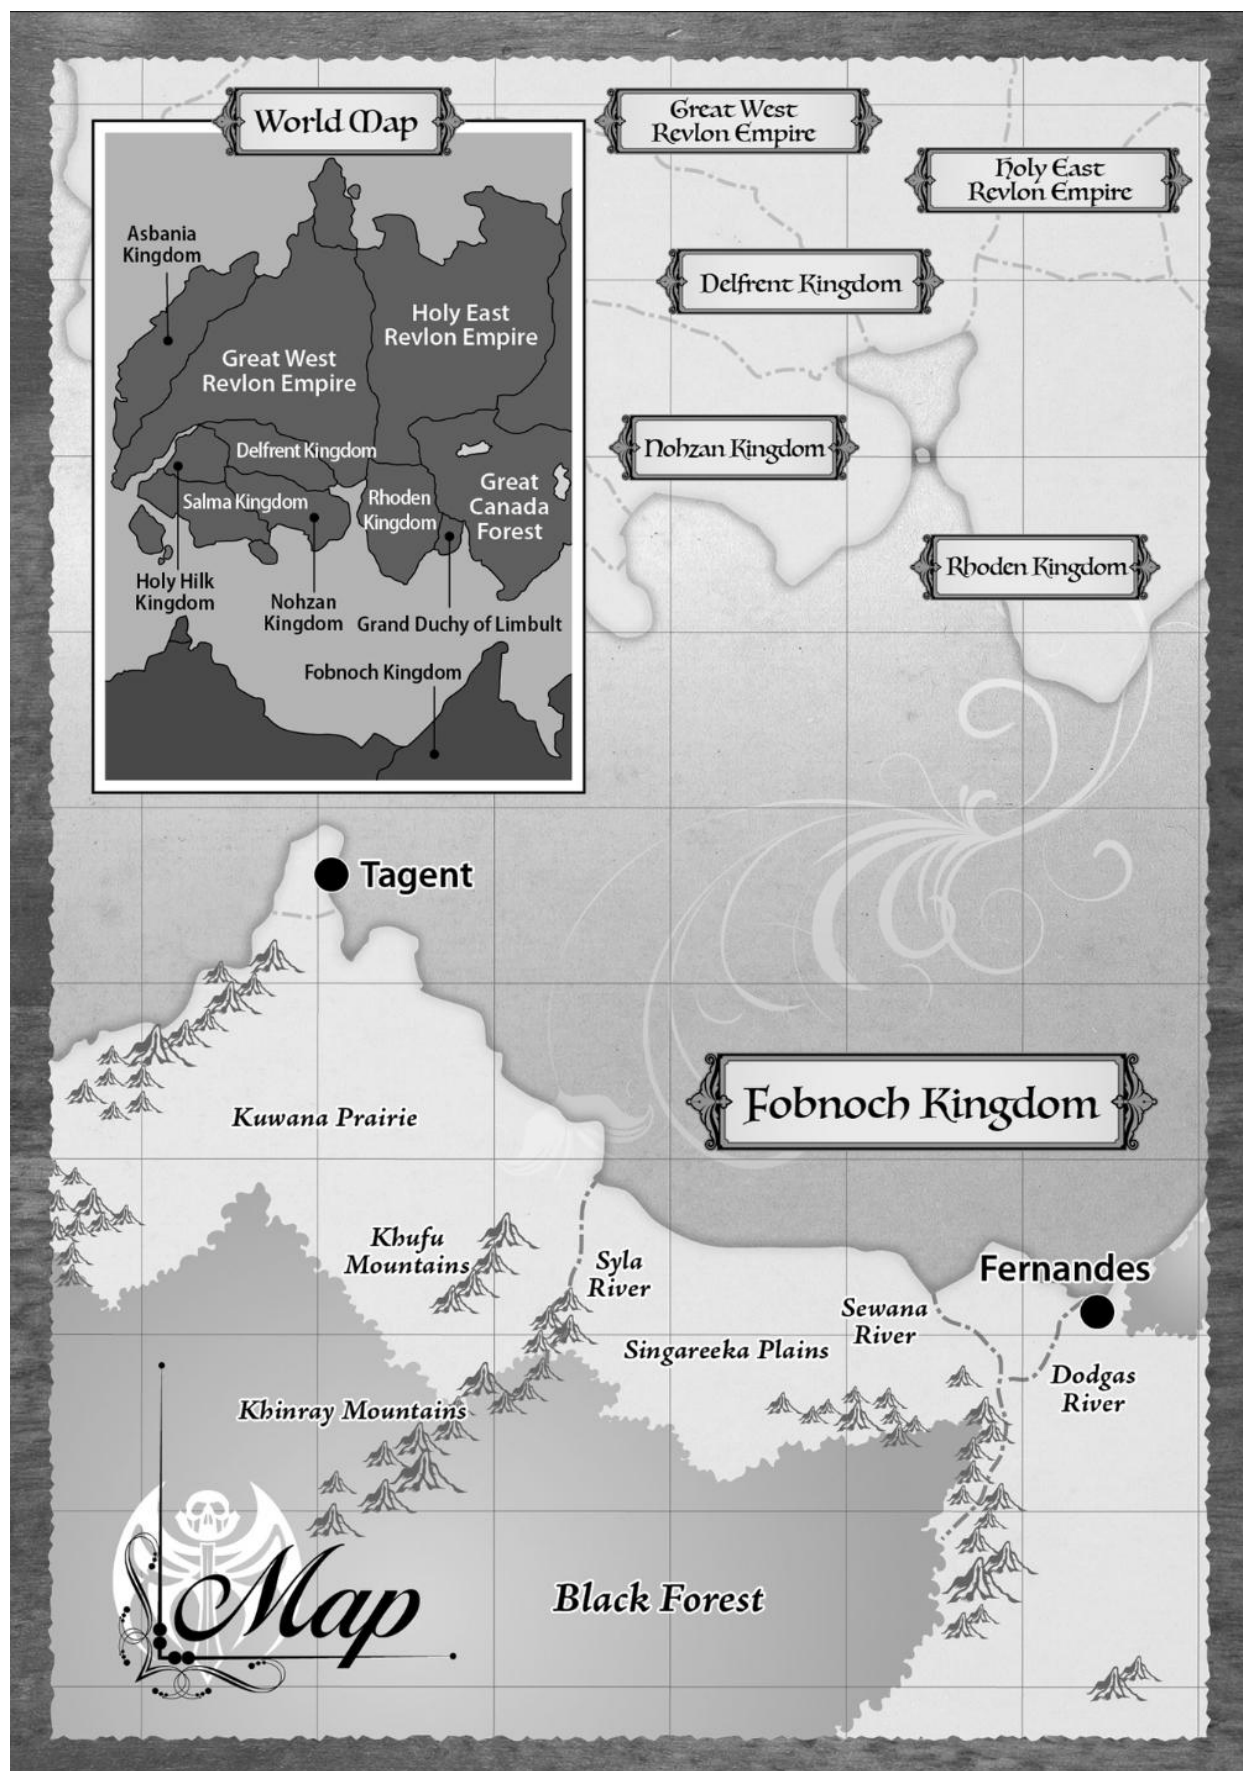 World Map
Asbania
Kingdom
Holy East
Revlon Empire
Great West
Revlon Empire
Delfrent Kingdom
Salma Kingdom
Rhoden
Kingdom
Great
Canada
Forest
Holy Hilk
Kingdom
Nohzan
Kingdom
Grand Duchy of Limbult
Fobnoch Kingdom
Great West
Revlon Empire
Holy East
Revlon Empire
Delfrent Kingdom
Nohzan Kingdom
Rhoden Kingdom
Tagent
Fobnoch Kingdom
Kuwana Prairie
Khufu
Mountains
Syla
River
Fernandes
Sewana
River
Singareeka Plains
Dodgas
River
Khinray Mountains
Black Forest
Map